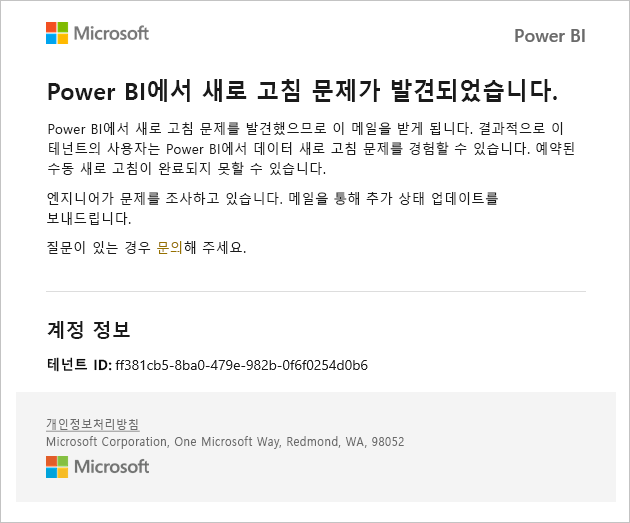 Microsoft
Power BI
Power BI에서 새로 고침 문제가 발견되었습니다.
Power BI에서 새로 고침 문제를 발견했으므로 이 메일을 받게 됩니다. 결과적으로 이
테넌트의 사용자는 Power BI에서 데이터 새로 고침 문제를 경험할 수 있습니다. 예약된
수동 새로 고침이 완료되지 못할 수 있습니다.
엔지니어가 문제를 조사하고 있습니다. 메일을 통해 추가 상태 업데이트를
보내드립니다.
질문이 있는 경우 문의해 주세요.
계정 정보
테넌트 ID: ff381cb5-8ba0-479e-982b-0f6f0254d0b6
개인정보처리방침
Microsoft Corporation, One Microsoft Way, Redmond, WA, 98052
Microsoft